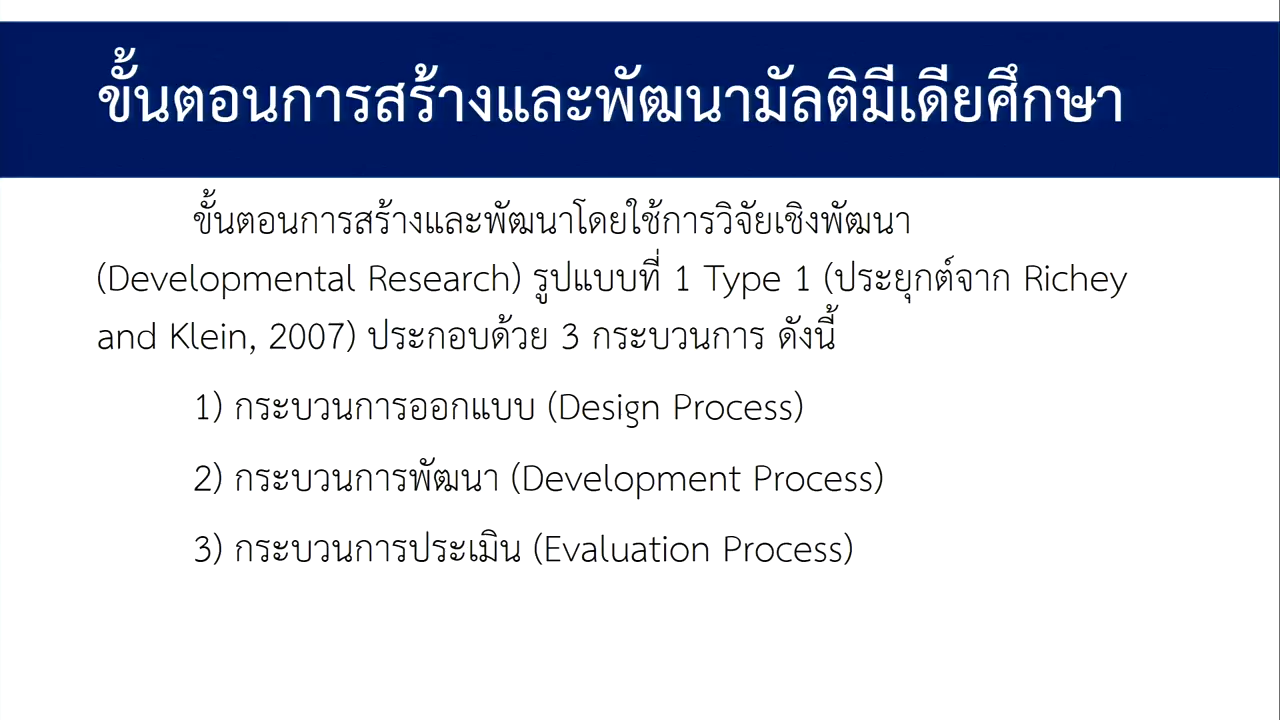 ขั้นตอนการสร้างและพัฒนามัลติมีเดียศึกษา
ขั้นตอนการสร้างและพัฒนาโดยใช้การวิจัยเชิงพัฒนา
(Developmental Research) รูปแบบที่ 1 Type 1 (ประยุกต์จาก Richey
and Klein, 2007) ประกอบด้วย 3 กระบวนการ ดังนี้
1) กระบวนการออกแบบ (Design Process)
2) กระบวนการพัฒนา (Development Process)
3) กระบวนการประเมิน (Evaluation Process)